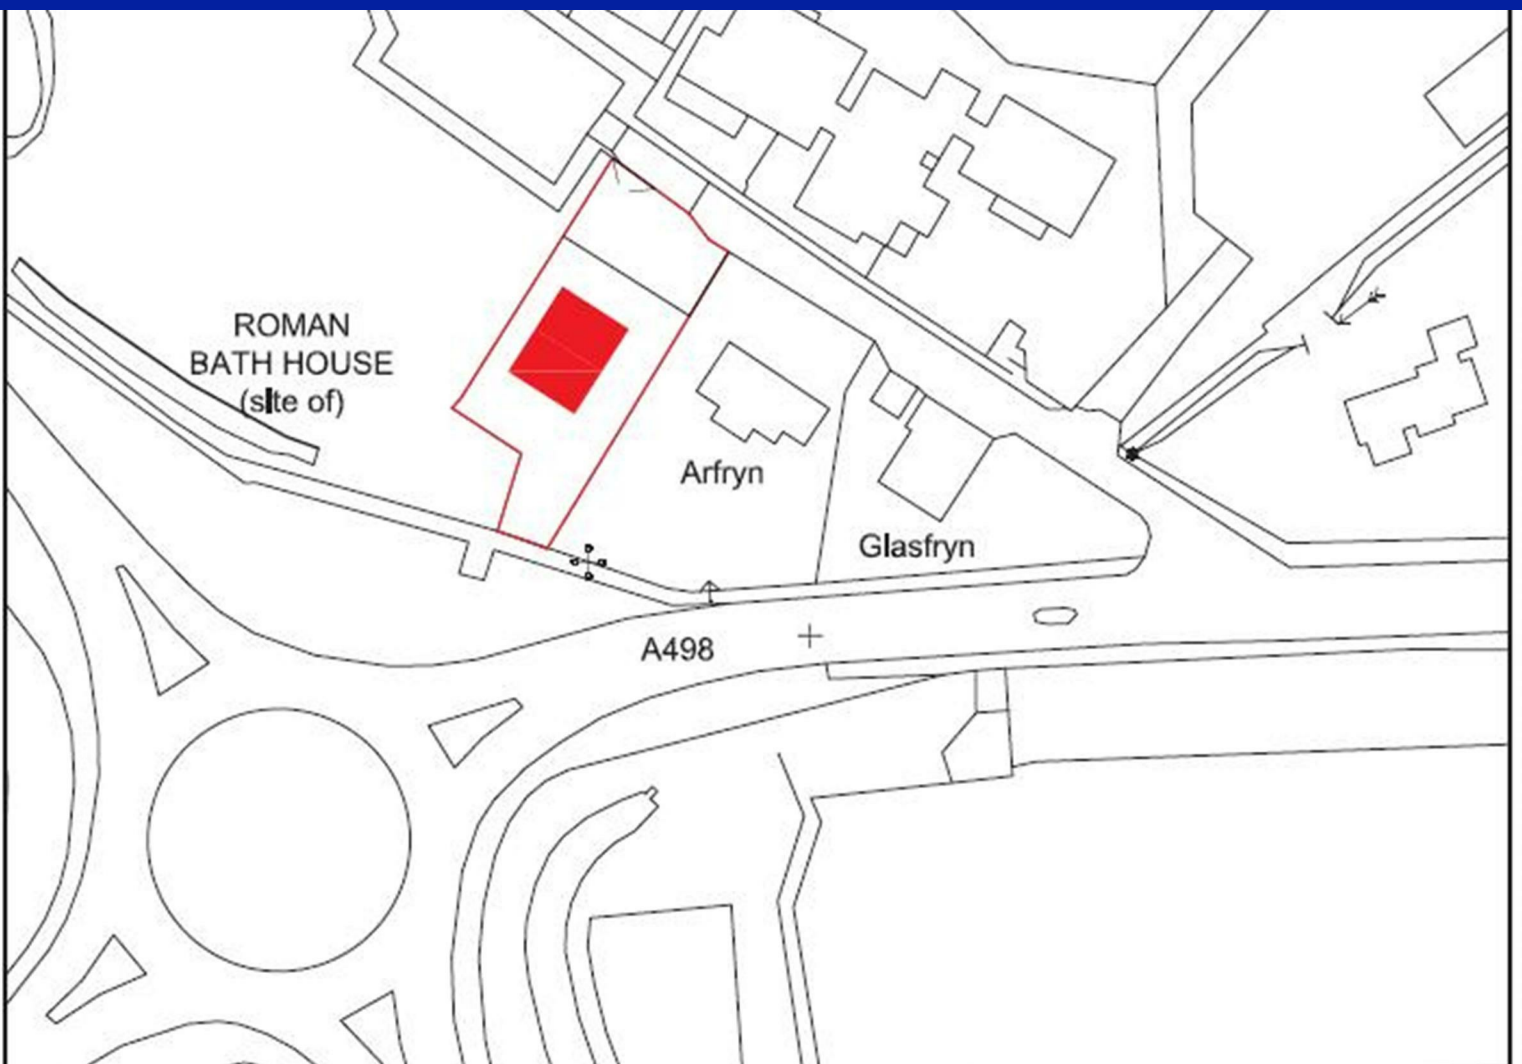 ROMAN
BATH HOUSE
(site of)
Arfryn
Glasfryn
A498